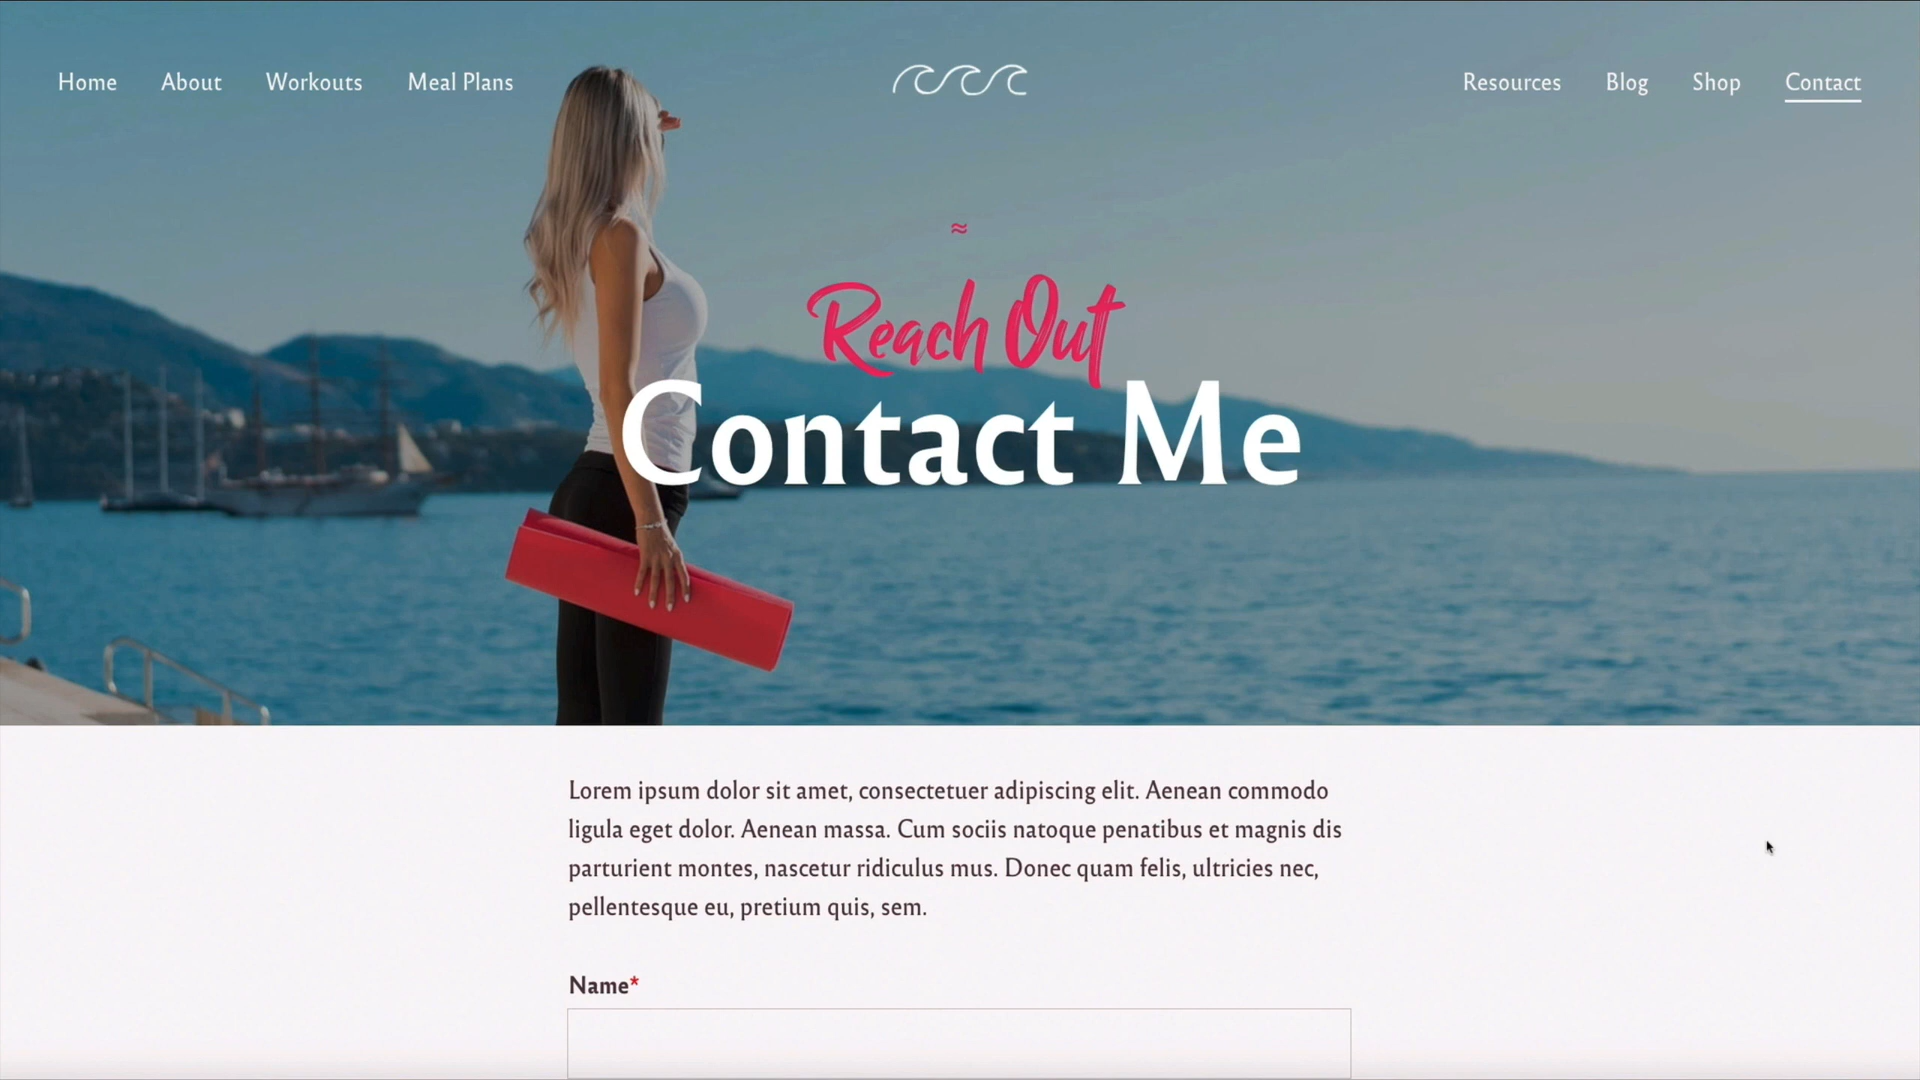 Home About Workouts Meal Plans Resources Blog Shop Contact
≈
Reach Out
Contact Me
Lorem ipsum dolor sit amet, consectetuer adipiscing elit. Aenean commodo
ligula eget dolor. Aenean massa. Cum sociis natoque penatibus et magnis dis
parturient montes, nascetur ridiculus mus. Donec quam felis, ultricies nec,
pellentesque eu, pretium quis, sem.
Name*